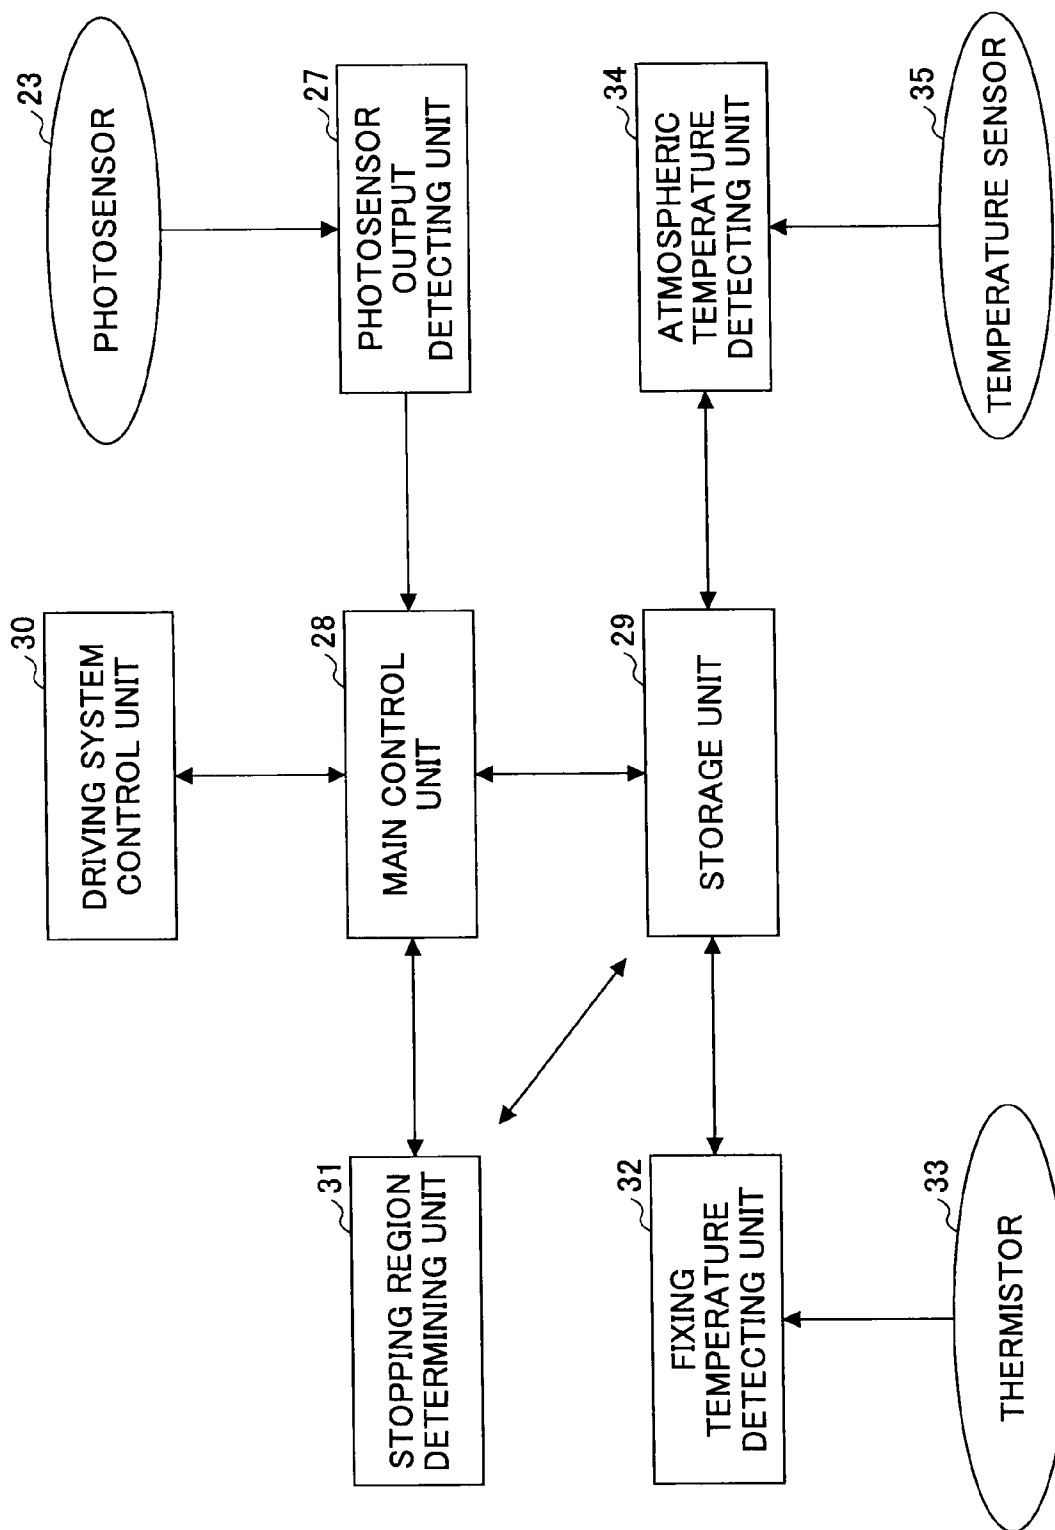 23
PHOTOSENSOR
27
PHOTOSENSOR
OUTPUT
DETECTING UNIT
34
ATMOSPHERIC
TEMPERATURE
DETECTING UNIT
35
TEMPERATURE SENSOR
30
DRIVING SYSTEM
CONTROL UNIT
28
MAIN CONTROL
UNIT
29
STORAGE UNIT
31
STOPPING REGION
DETERMINING UNIT
32
FIXING
TEMPERATURE
DETECTING UNIT
33
THERMISTOR